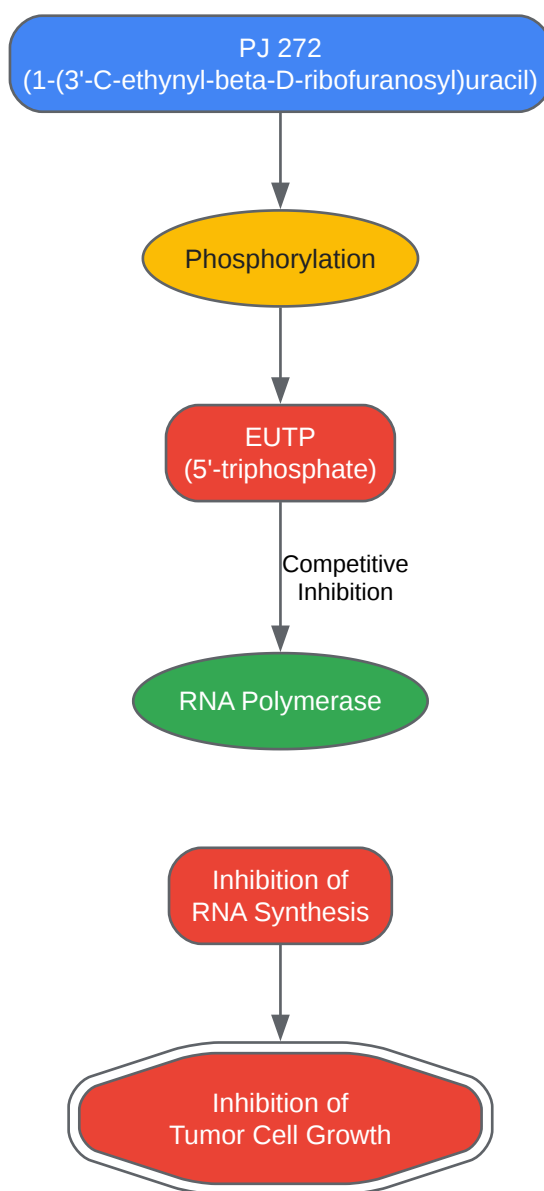 PJ 272
(1-(3'-C-ethynyl-beta-D-ribofuranosyl)uracil)
Phosphorylation
EUTP
(5'-triphosphate)
Competitive
Inhibition
RNA Polymerase
Inhibition of
RNA Synthesis
Inhibition of
Tumor Cell Growth